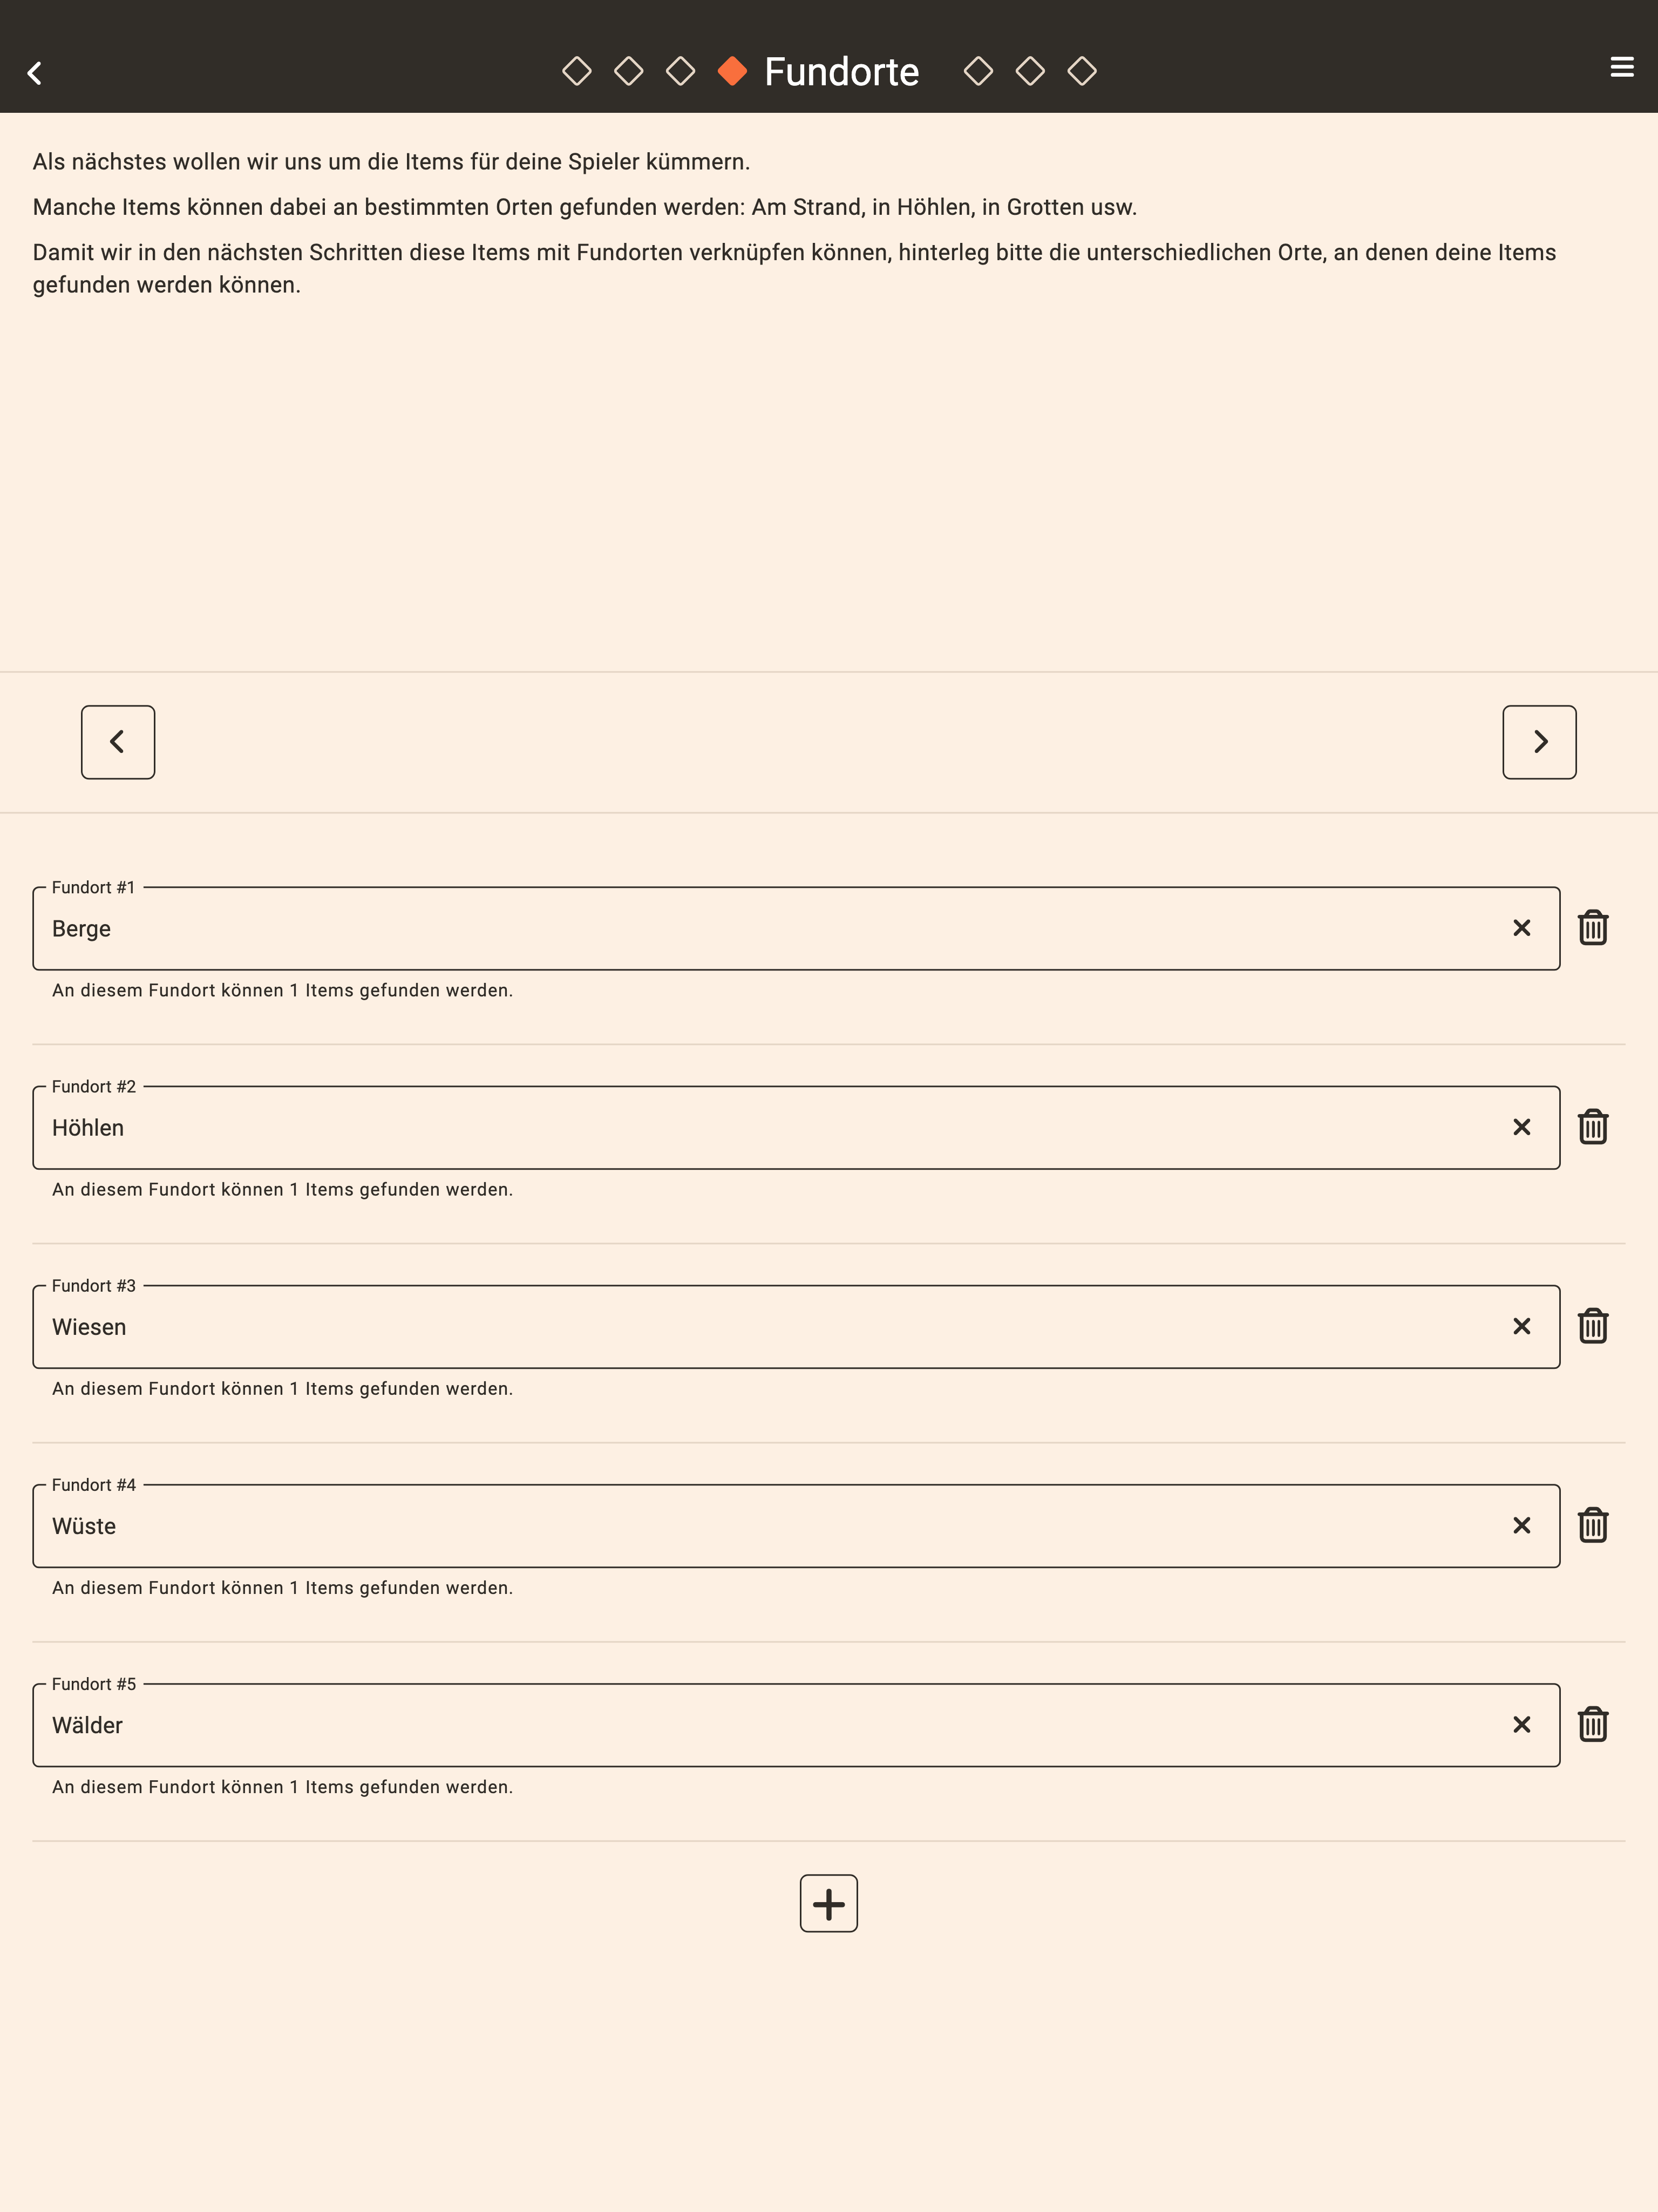 Fundorte
Als nächstes wollen wir uns um die Items für deine Spieler kümmern.
Manche Items können dabei an bestimmten Orten gefunden werden: Am Strand, in Höhlen, in Grotten usw.
Damit wir in den nächsten Schritten diese Items mit Fundorten verknüpfen können, hinterleg bitte die unterschiedlichen Orte, an denen deine Items
gefunden werden können.
Fundort #1
Berge
An diesem Fundort können 1 Items gefunden werden.
Fundort #2
Höhlen
An diesem Fundort können 1 Items gefunden werden.
Fundort #3
Wiesen
An diesem Fundort können 1 Items gefunden werden.
Fundort #4
Wüste
An diesem Fundort können 1 Items gefunden werden.
Fundort #5
Wälder
An diesem Fundort können 1 Items gefunden werden.